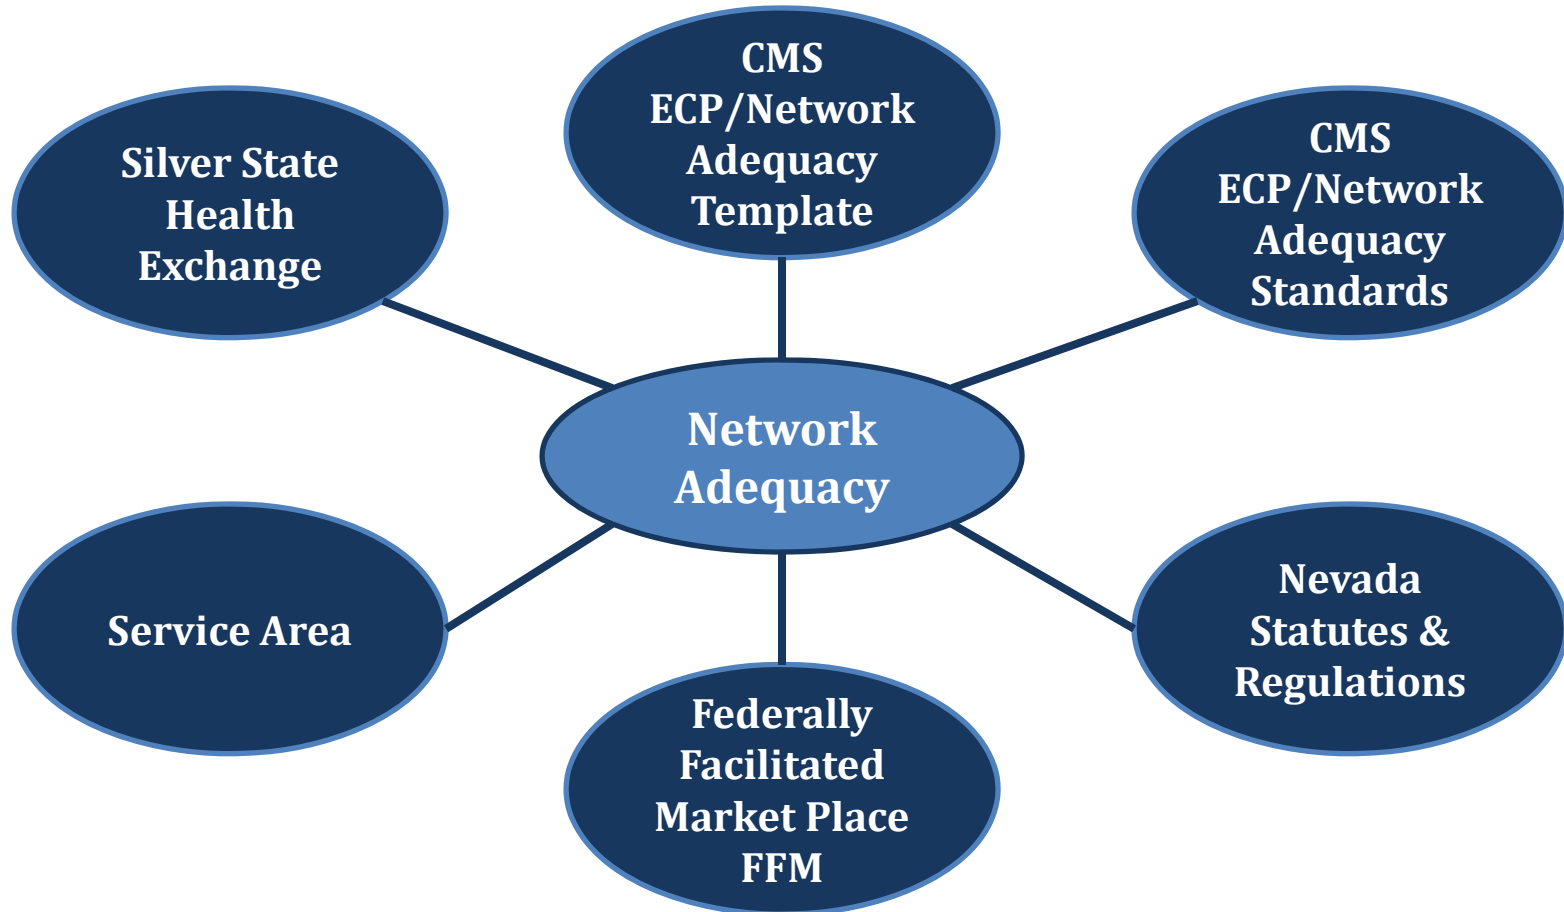 CMS
ECP/Network
Adequacy
Template
Silver State
Health
Exchange
CMS
ECP/Network
Adequacy
Standards
Network
Adequacy
Service Area
Nevada
Statutes &
Regulations
Federally
Facilitated
Market Place
FFM